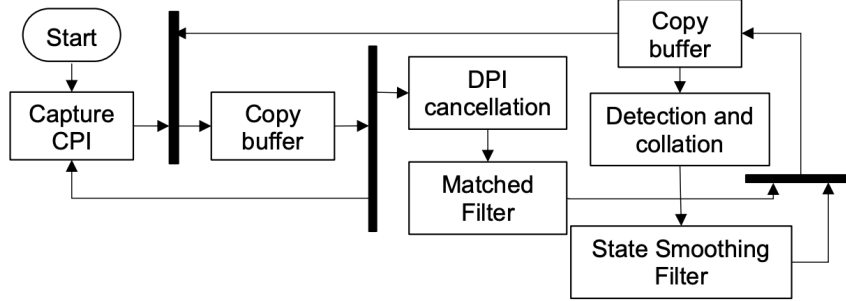 Start
Capture
CPI
Copy
buffer
DPI
cancellation
Matched
Filter
Copy
buffer
Detection and
collation
State Smoothing
Filter